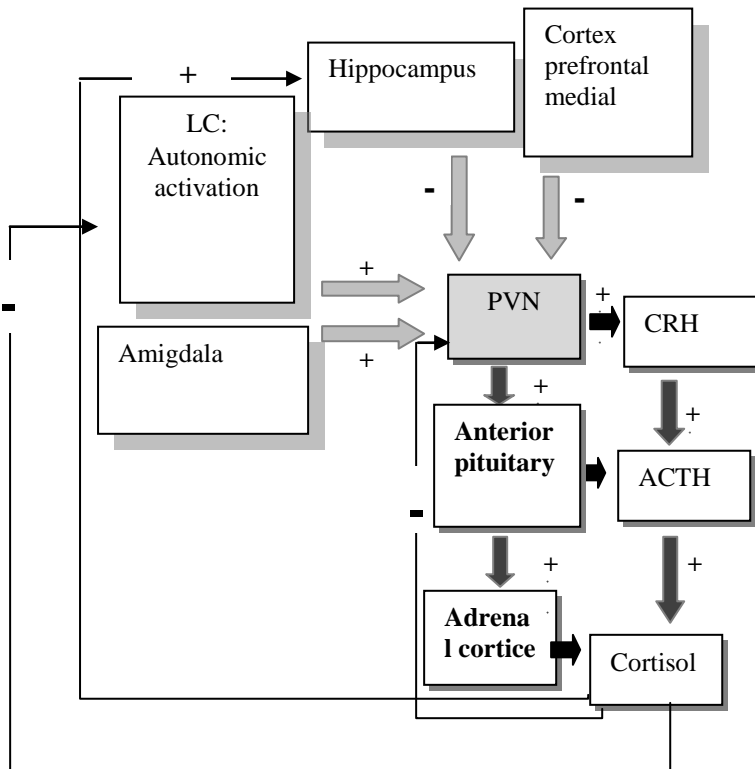 Cortex
prefrontal
medial
Hippocampus
+
LC:
Autonomic
activation
-
-
+
PVN
+
CRH
-
Amigdala
+
+
+
Anterior
pituitary
ACTH
-
+
+
Adrena
l cortice
Cortisol